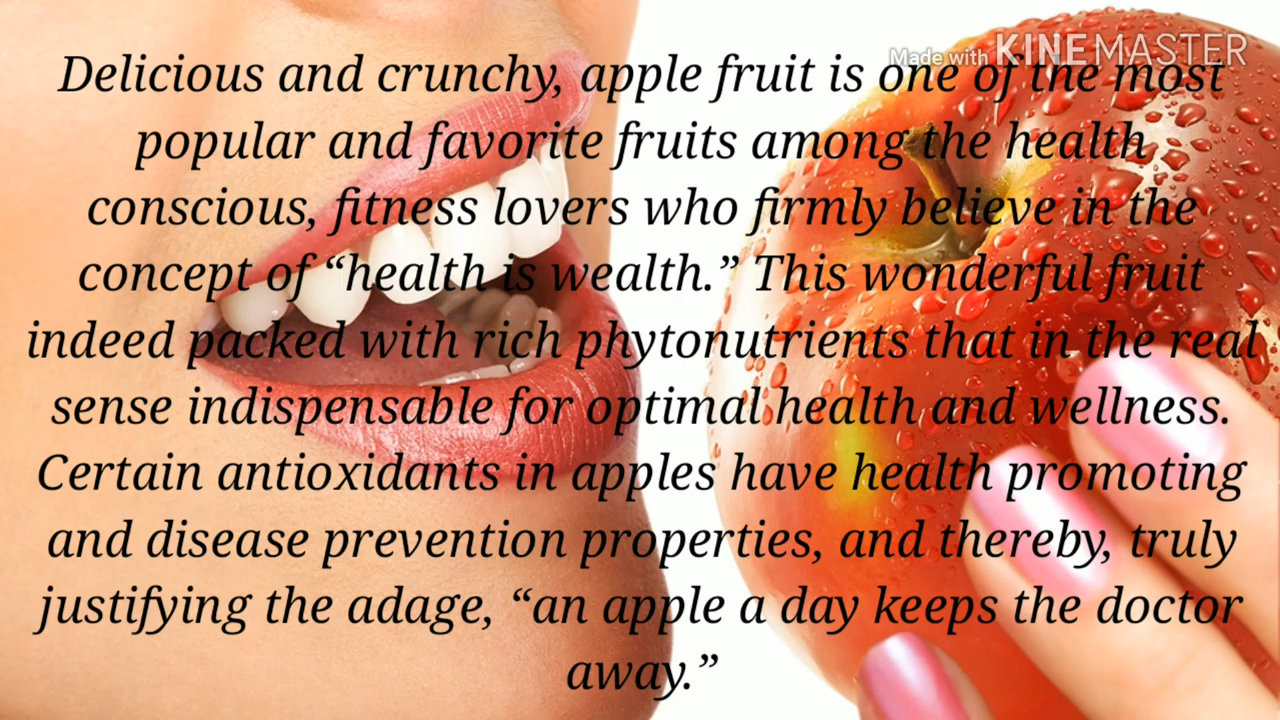 Made with KINEMASTER
Delicious and crunchy, apple fruit is one of the most
popular and favorite fruits among the health
conscious, fitness lovers who firmly believe in the
concept of “health is wealth.” This wonderful fruit
indeed packed with rich phytonutrients that in the real
sense indispensable for optimal health and wellness.
Certain antioxidants in apples have health promoting
and disease prevention properties, and thereby, truly
justifying the adage, “an apple a day keeps the doctor
away.”